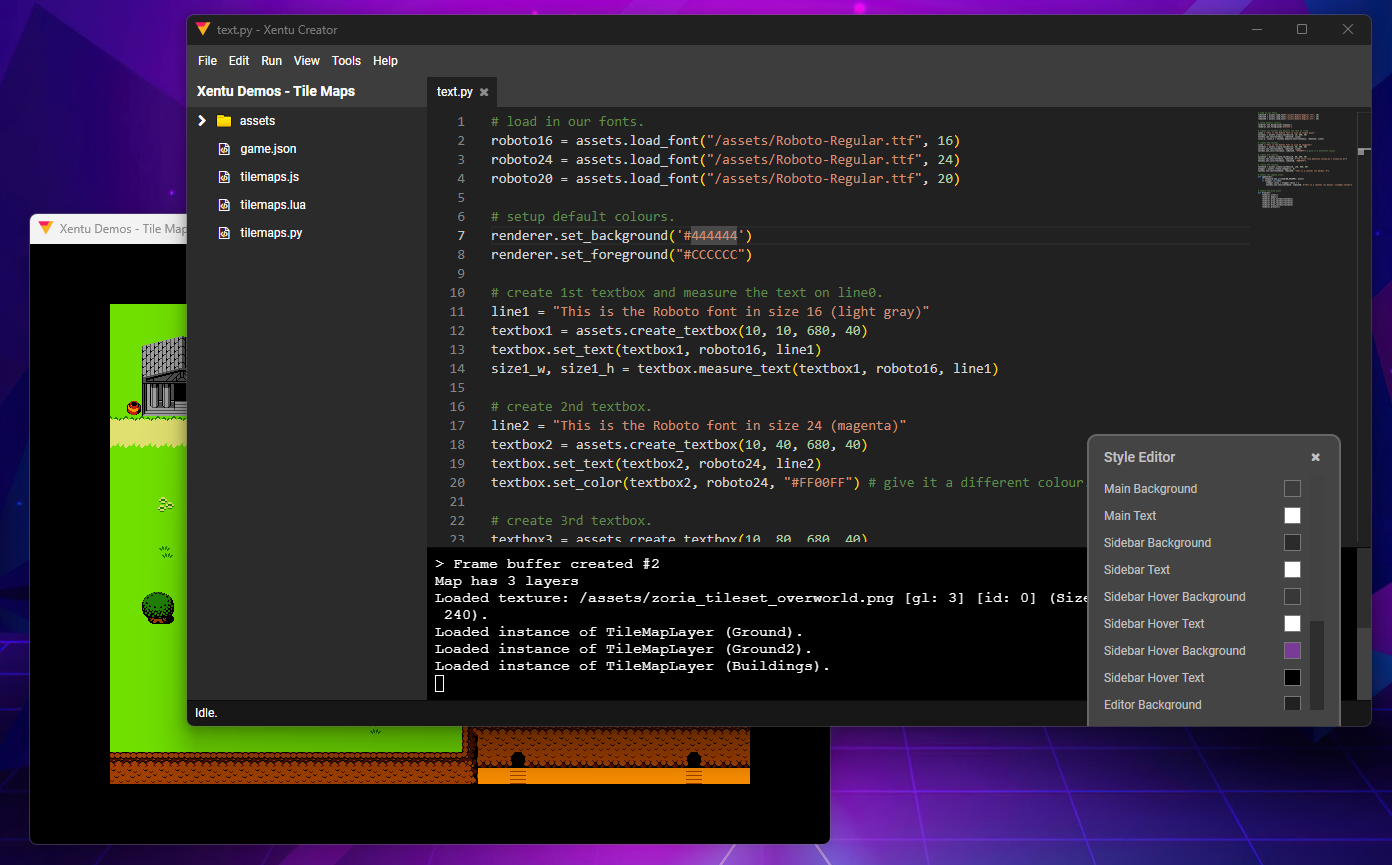 text.py - Xentu Creator
File Edit Run View Tools Help
Xentu Demos - Tile Maps
assets
game.json
tilemaps.js
tilemaps.lua
tilemaps.py
Xentu Demos - Tile Map
text.py
1 # load in our fonts.
2 roboto16 = assets.load_font("/assets/Roboto-Regular.ttf", 16)
3 roboto24 = assets.load_font("/assets/Roboto-Regular.ttf", 24)
4 roboto20 = assets.load_font("/assets/Roboto-Regular.ttf", 20)
5
6 # setup default colours.
7 renderer.set_background('#444444')
8 renderer.set_foreground("#CCCCCC")
9
10 # create 1st textbox and measure the text on line0.
11 line1 = "This is the Roboto font in size 16 (light gray)"
12 textbox1 = assets.create_textbox(10, 10, 680, 40)
13 textbox.set_text(textbox1, roboto16, line1)
14 size1_w, size1_h = textbox.measure_text(textbox1, roboto16, line1)
15
16 # create 2nd textbox.
17 line2 = "This is the Roboto font in size 24 (magenta)"
18 textbox2 = assets.create_textbox(10, 40, 680, 40)
19 textbox.set_text(textbox2, roboto24, line2)
20 textbox.set_color(textbox2, roboto24, "#FF00FF") # give it a different colour
21
22 # create 3rd textbox.
23 textbox3 = assets.create_textbox(10, 80, 680, 40)
> Frame buffer created #2
Map has 3 layers
Loaded texture: /assets/zoria_tileset_overworld.png [gl: 3] [id: 0] (Size
240).
Loaded instance of TileMapLayer (Ground).
Loaded instance of TileMapLayer (Ground2).
Loaded instance of TileMapLayer (Buildings).
Style Editor
Main Background
Main Text
Sidebar Background
Sidebar Text
Sidebar Hover Background
Sidebar Hover Text
Sidebar Hover Background
Sidebar Hover Text
Editor Background
Idle.